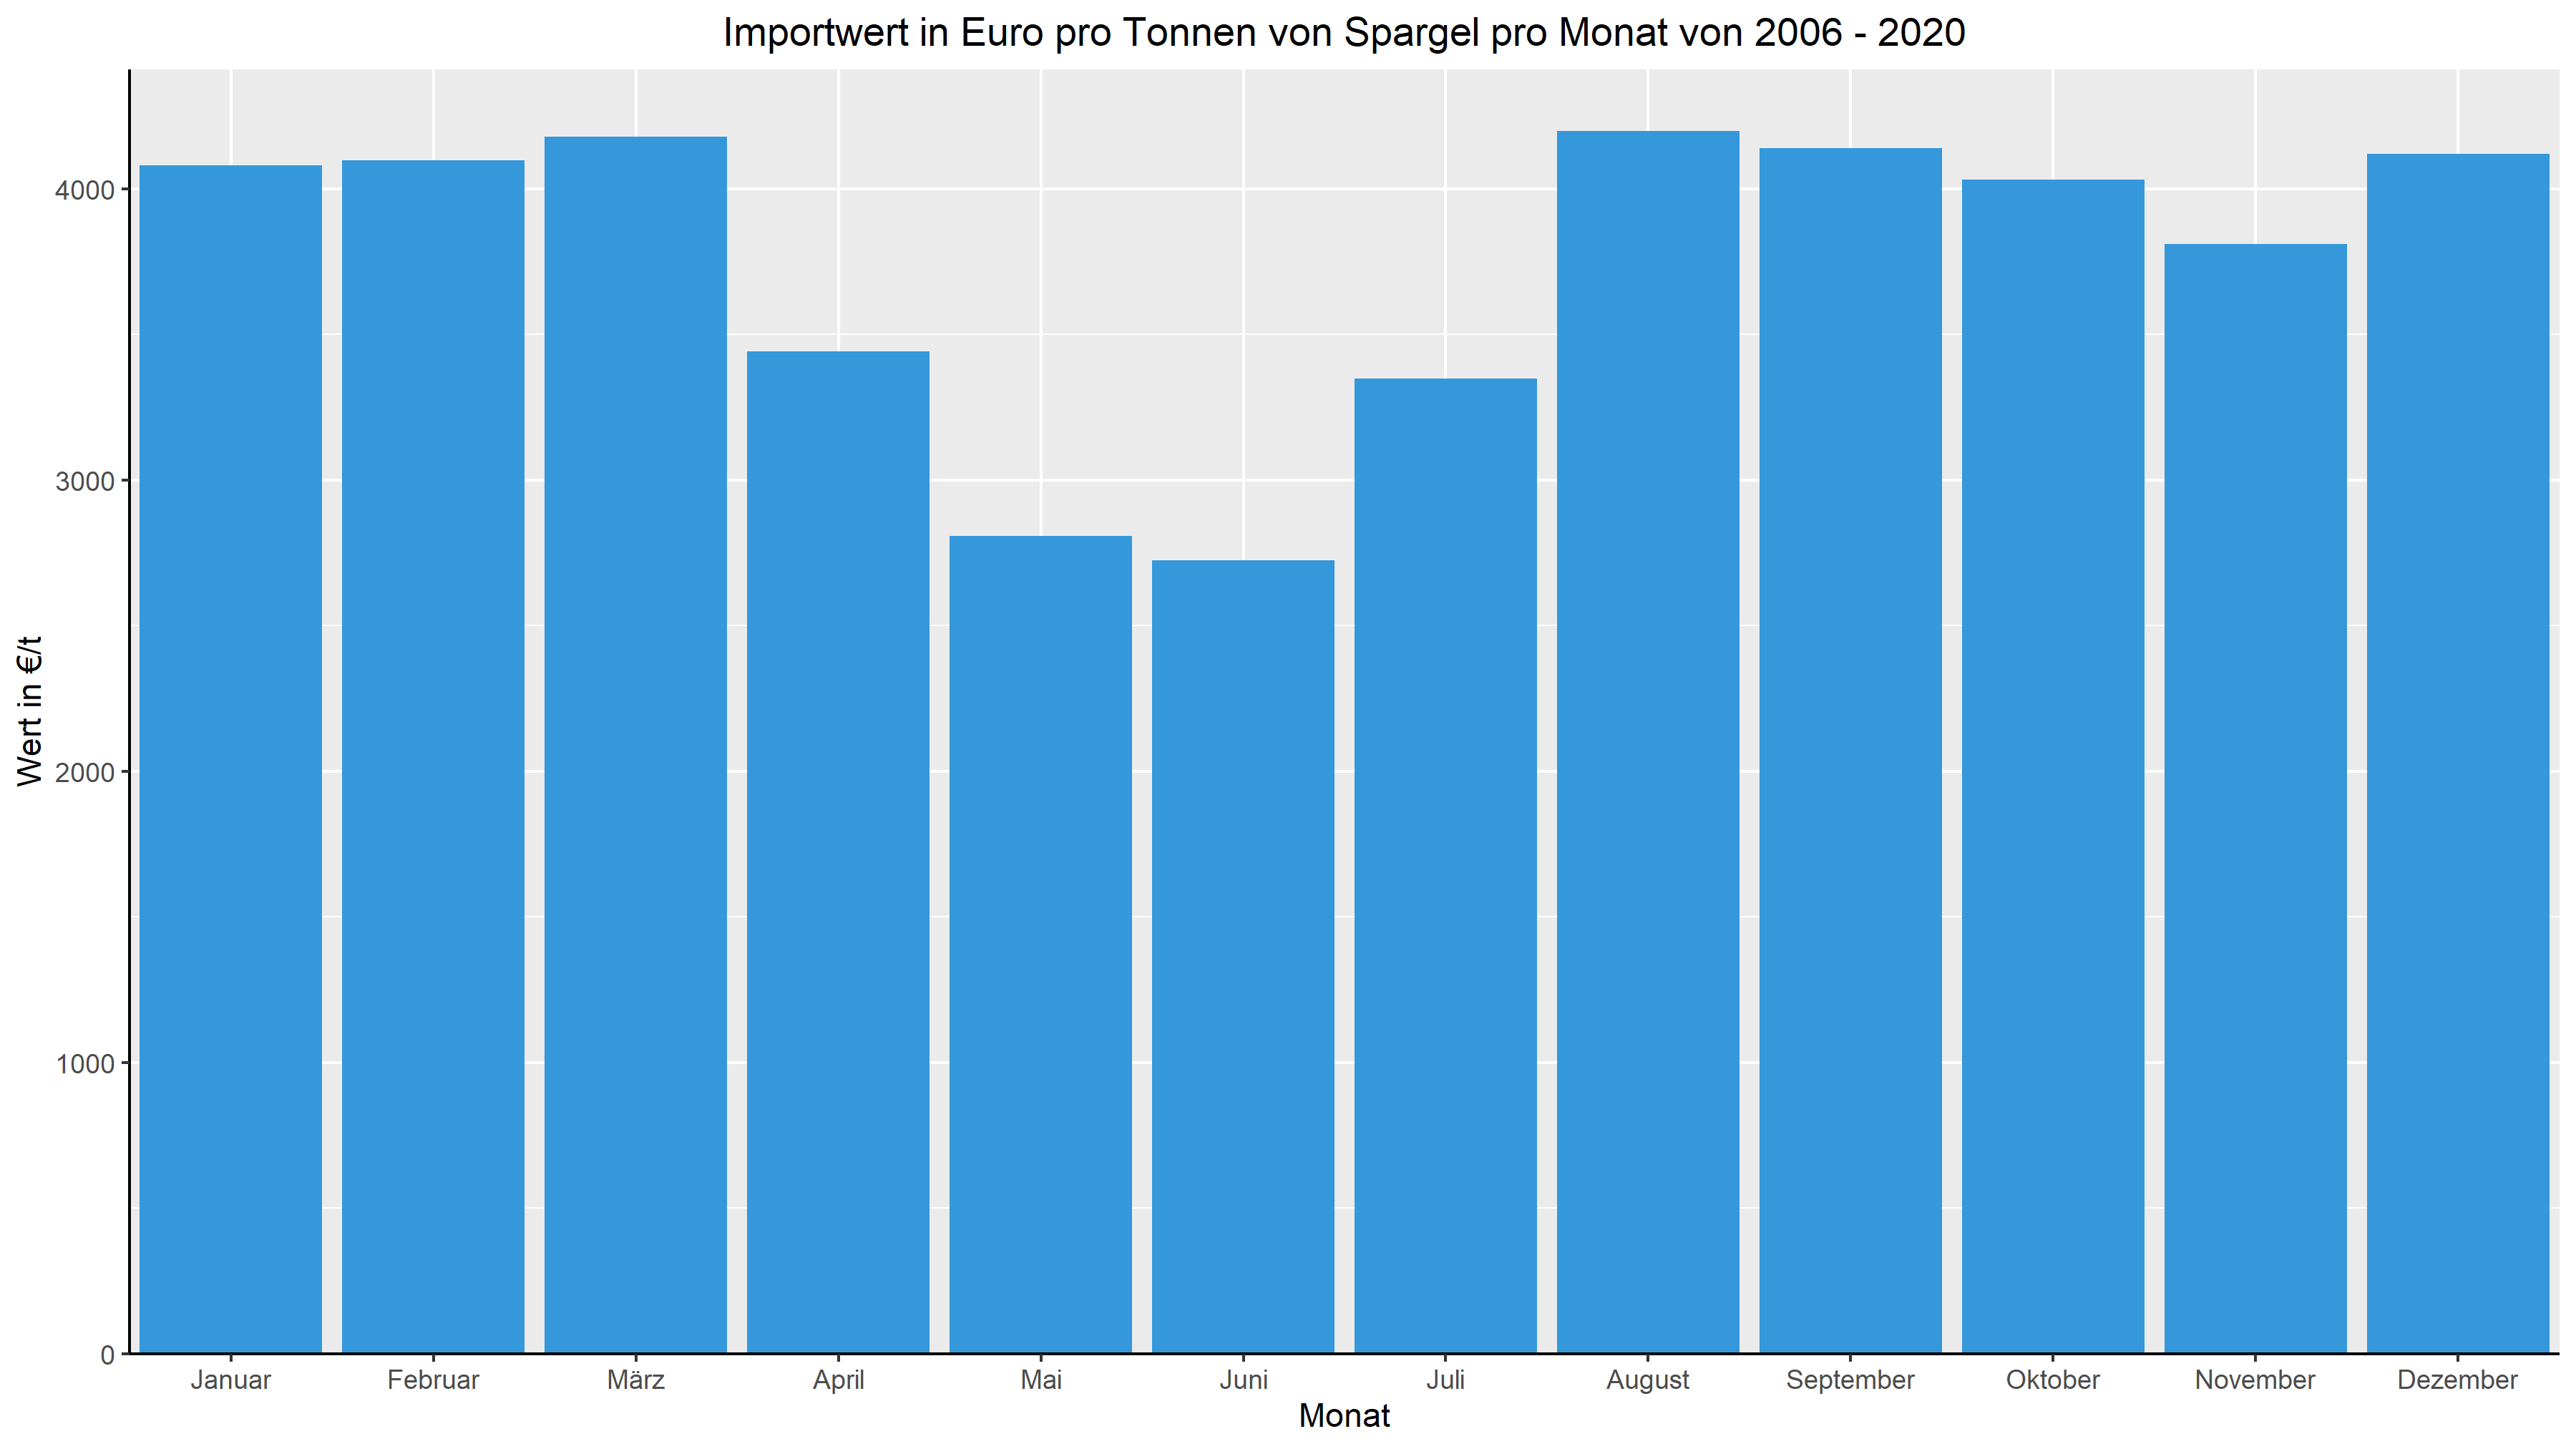 Importwert in Euro pro Tonnen von Spargel pro Monat von 2006 - 2020
Wert in €/t
4000
3000
2000
1000
0
Januar Februar März April Mai Juni Juli August September Oktober November Dezember
Monat